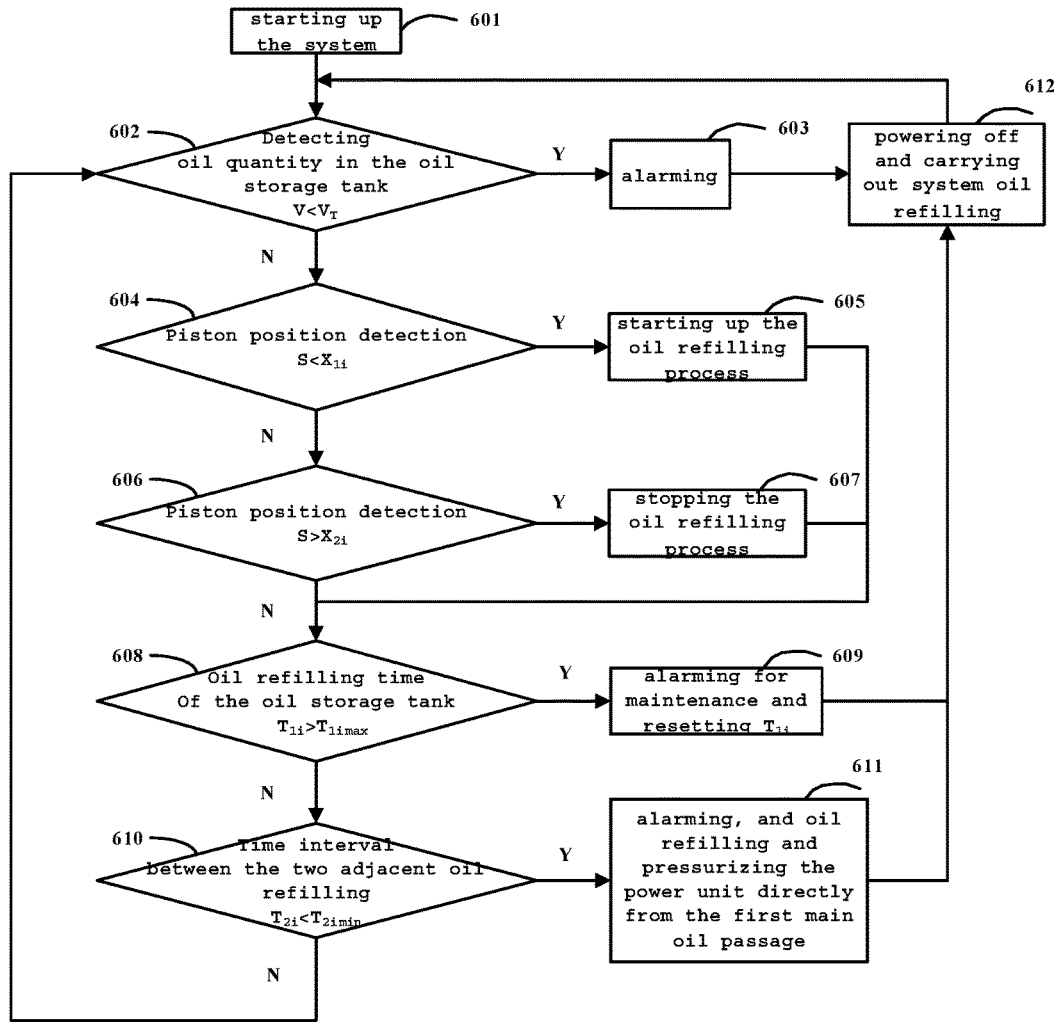 starting up
the system
601
612
602
Detecting
oil quantity in the oil
storage tank
V<V_T
Y
603
alarming
powering off
and carrying
out system oil
refilling
N
604
Piston position detection
S<X_1i
Y
605
starting up the
oil refilling
process
N
606
Piston position detection
S>X_2i
Y
607
stopping the
oil refilling
process
N
608
Oil refilling time
Of the oil storage tank
T_1i>T_1imax
Y
609
alarming for
maintenance and
resetting T_1i
N
610
Time interval
between the two adjacent oil
refilling
T_2i<T_2imin
Y
611
alarming, and oil
refilling and
pressurizing the
power unit directly
from the first main
oil passage
N